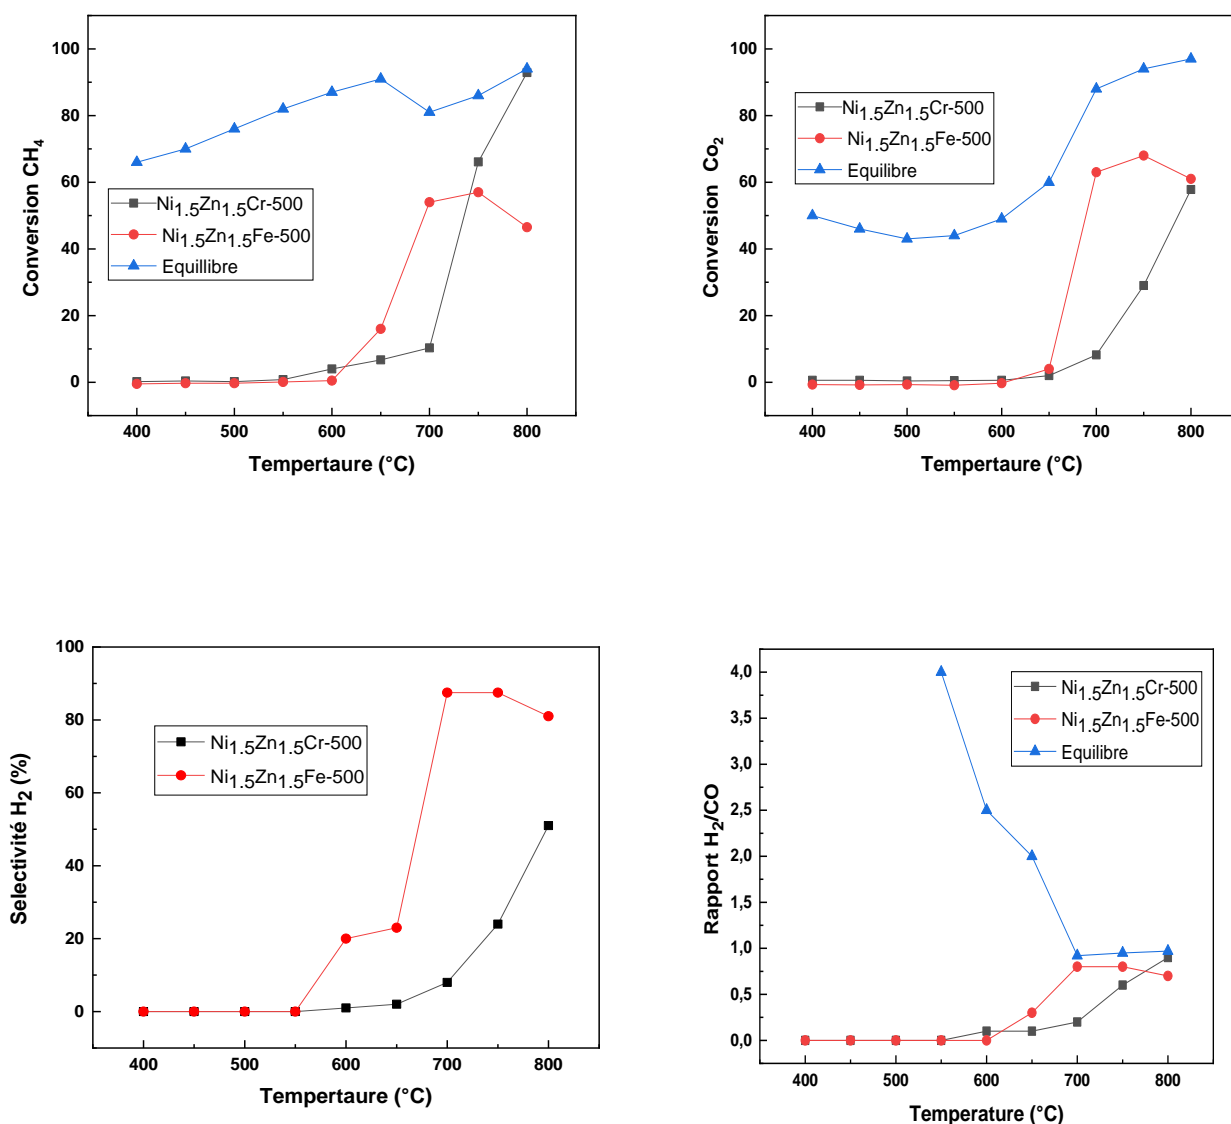 Conversion CH4
100
80
60
40
20
0
Ni1.5Zn1.5Cr-500
Ni1.5Zn1.5Fe-500
Equillibre
400 500 600 700 800
Tempertaure (°C)
Conversion Co2
100
80
60
40
20
0
Ni1.5Zn1.5Cr-500
Ni1.5Zn1.5Fe-500
Equilibre
400 500 600 700 800
Tempertaure (°C)
Selectivité H2 (%)
100
80
60
40
20
0
Ni1.5Zn1.5Cr-500
Ni1.5Zn1.5Fe-500
400 500 600 700 800
Tempertaure (°C)
Rapport H2/CO
4,0
3,5
3,0
2,5
2,0
1,5
1,0
0,5
0,0
Ni1.5Zn1.5Cr-500
Ni1.5Zn1.5Fe-500
Equilibre
400 500 600 700 800
Temperature (°C)